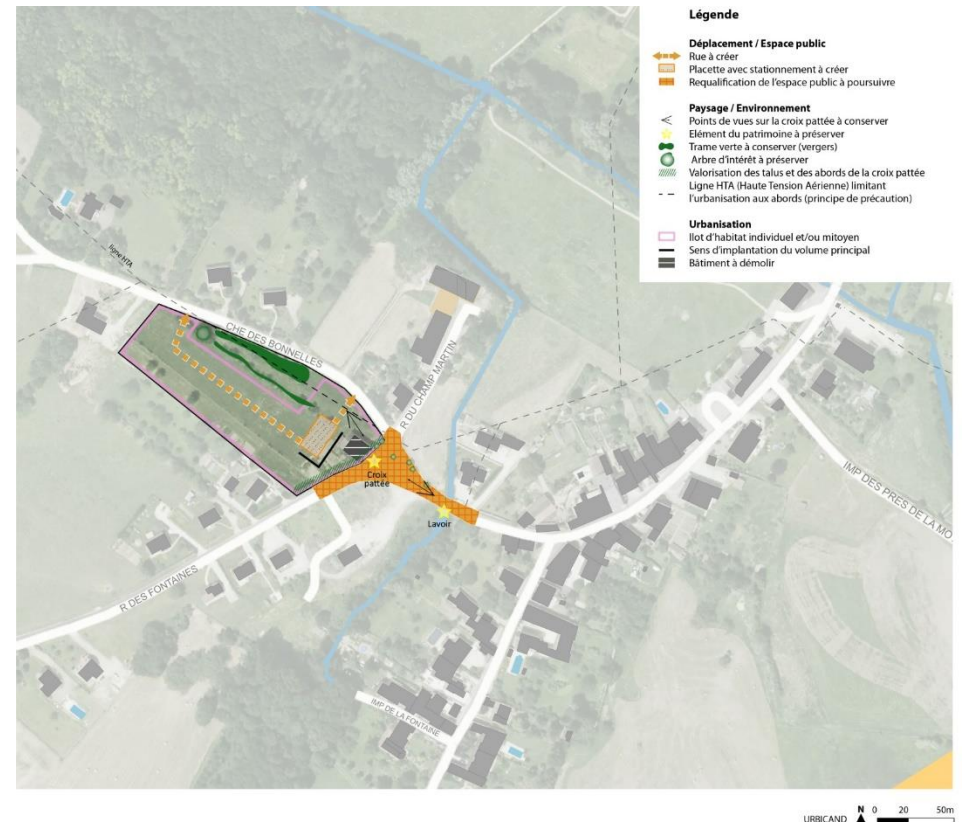 Légende
Déplacement / Espace public
Rue à créer
Placette avec stationnement à créer
Requalification de l'espace public à poursuivre
Paysage / Environnement
Points de vues sur la croix pattée à conserver
Elément du patrimoine à préserver
Trame verte à conserver (vergers)
Arbre d'intérêt à préserver
Valorisation des talus et des abords de la croix pattée
Ligne HTA (Haute Tension Aérienne) limitant
l'urbanisation aux abords (principe de précaution)
Urbanisation
Ilot d'habitat individuel et/ou mitoyen
Sens d'implantation du volume principal
Bâtiment à démolir
ligne HTA
CHE DES BONNELLES
R DU CHAMP MARTIN
Croix
pattée
Lavoir
IMP DES PRES DE LA MO
R DES FONTAINES
IMP DE LA FONTAINE
URBICAND
N 0 20 50m